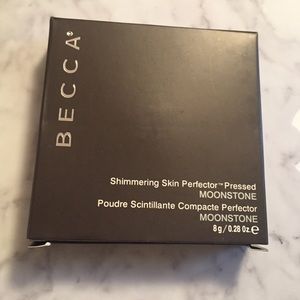 BECCA®
Shimmering Skin Perfector™ Pressed
MOONSTONE
Poudre Scintillante Compacte Perfector
MOONSTONE
8 g / 0.28 Oz. ℮